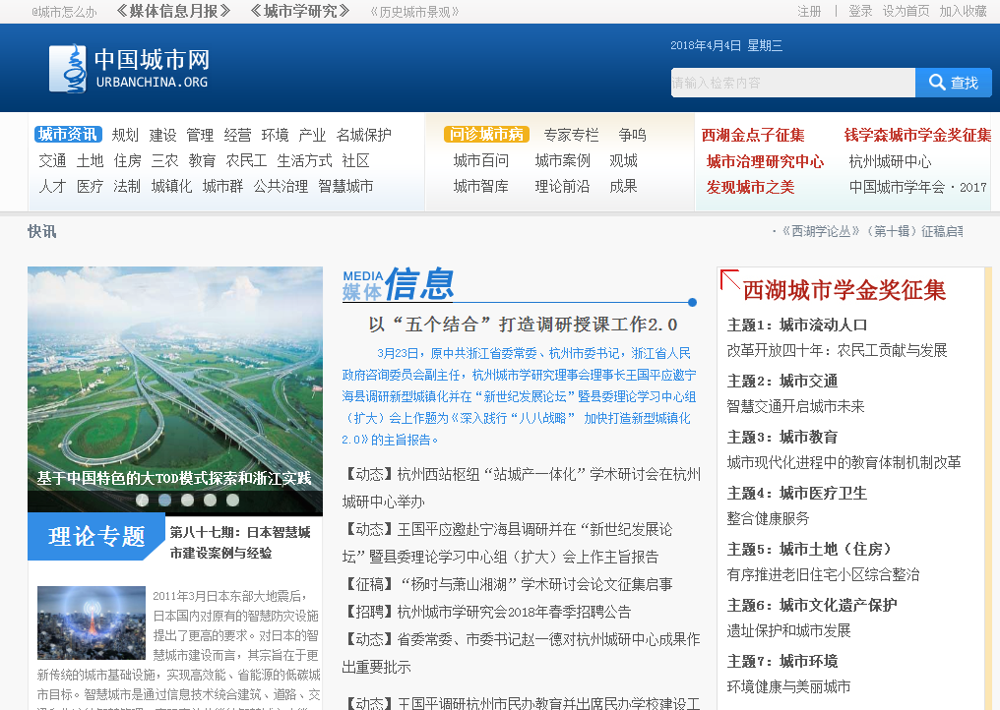 @城市怎么办 《媒体信息月报》 《城市学研究》 《历史城市景观》
注册 | 登录 设为首页 加入收藏
中国城市网
URBANCHINA.ORG
2018年4月4日 星期三
请输入检索内容
查找
城市资讯 规划 建设 管理 经营 环境 产业 名城保护
交通 土地 住房 三农 教育 农民工 生活方式 社区
人才 医疗 法制 城镇化 城市群 公共治理 智慧城市
问诊城市病 专家专栏 争鸣
城市百问 城市案例 观城
城市智库 理论前沿 成果
西湖金点子征集 钱学森城市学金奖征集
城市治理研究中心 杭州城研中心
发现城市之美 中国城市学年会·2017
快讯
·《西湖学论丛》（第十辑）征稿启
基于中国特色的大TOD模式探索和浙江实践
理论专题
第八十七期：日本智慧城
市建设案例与经验
2011年3月日本东部大地震后，
日本国内对原有的智慧防灾设施
提出了更高的要求。对日本的智
慧城市建设而言，其宗旨在于更
新传统的城市基础设施，实现高效能、省能源的低碳城
市目标。智慧城市是通过信息技术统合建筑、道路、交
MEDIA
媒体信息
以“五个结合”打造调研授课工作2.0
3月23日，原中共浙江省委常委、杭州市委书记，浙江省人民
政府咨询委员会副主任，杭州城市学研究理事会理事长王国平应邀宁
海县调研新型城镇化并在“新世纪发展论坛”暨县委理论学习中心组
（扩大）会上作题为《深入践行“八八战略” 加快打造新型城镇化
2.0》的主旨报告。
【动态】杭州西站枢纽“站城产一体化”学术研讨会在杭州
城研中心举办
【动态】王国平应邀赴宁海县调研并在“新世纪发展论
坛”暨县委理论学习中心组（扩大）会上作主旨报告
【征稿】“杨时与萧山湘湖”学术研讨会论文征集启事
【招聘】杭州城市学研究会2018年春季招聘公告
【动态】省委常委、市委书记赵一德对杭州城研中心成果作
出重要批示
【动态】王国平调研杭州市民办教育并出席民办学校建设工
西湖城市学金奖征集
主题1：城市流动人口
改革开放四十年：农民工贡献与发展
主题2：城市交通
智慧交通开启城市未来
主题3：城市教育
城市现代化进程中的教育体制机制改革
主题4：城市医疗卫生
整合健康服务
主题5：城市土地（住房）
有序推进老旧住宅小区综合整治
主题6：城市文化遗产保护
遗址保护和城市发展
主题7：城市环境
环境健康与美丽城市